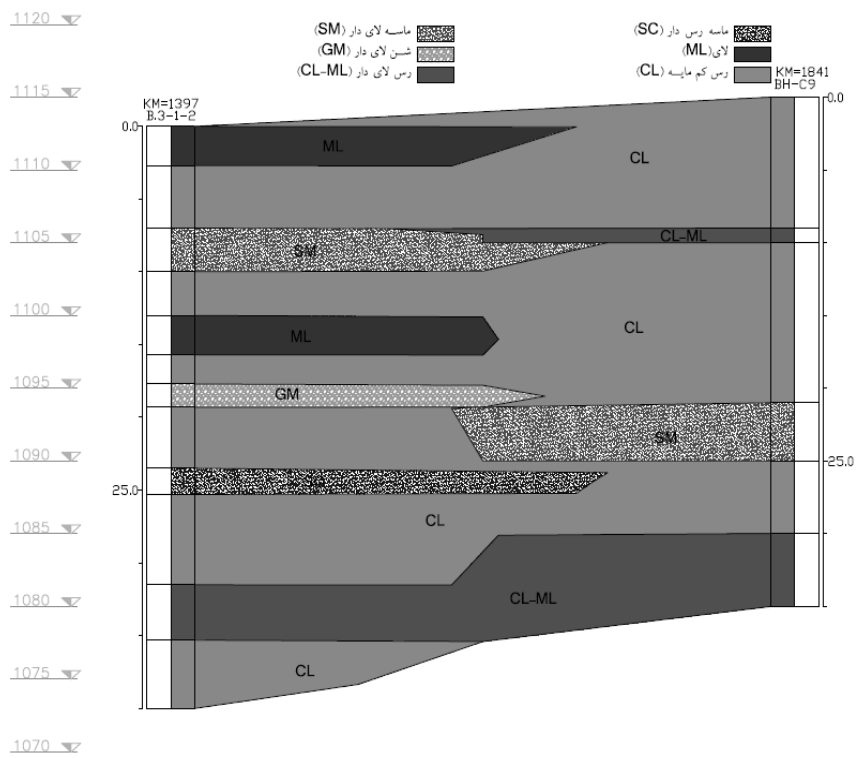 1120
ماسه لای دار (SM)
ماسه رس دار (SC)
شن لای دار (GM)
لای (ML)
رس لای دار (CL-ML)
رس کم مایه (CL)
KM=1841
BH-C9
1115
KM=1397
B.3-1-2
0.0
0.0
ML
CL
1110
CL-ML
1105
SM
1100
CL
ML
1095
GM
SM
1090
25.0
25.0
CL
1085
CL-ML
1080
1075
CL
1070